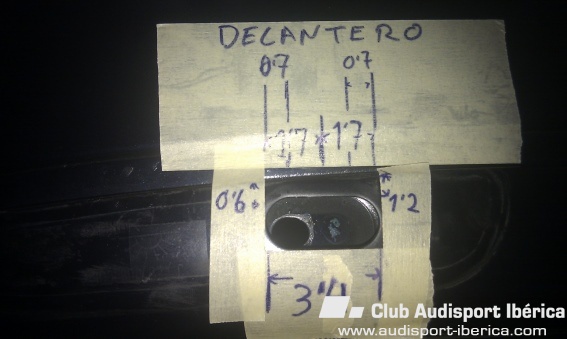 DELANTERO
0'7 0'7
1'7 1'7
0'6 1'2
3'4
Club Audisport Ibérica
www.audisport-iberica.com